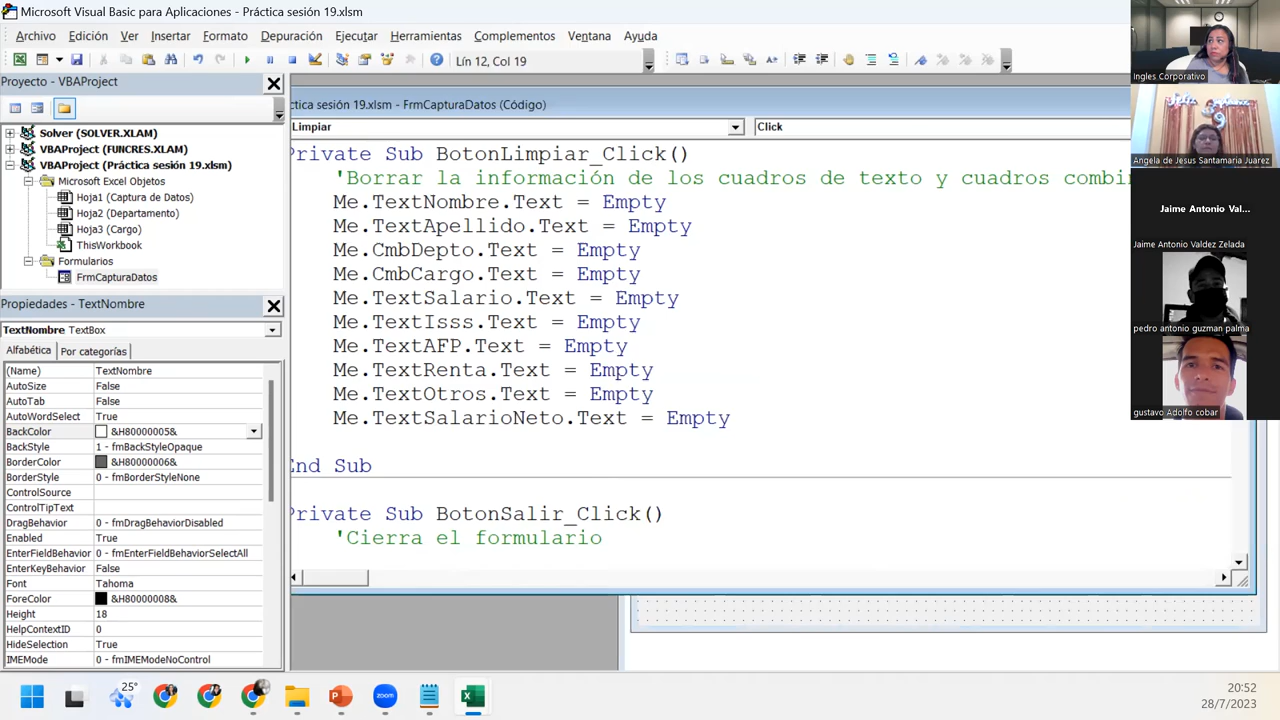 Microsoft Visual Basic para Aplicaciones - Práctica sesión 19.xlsm
Archivo Edición Ver Insertar Formato Depuración Ejecutar Herramientas Complementos Ventana Ayuda
Lín 12, Col 19
Proyecto - VBAProject
Solver (SOLVER.XLAM)
VBAProject (FUNCRES.XLAM)
VBAProject (Práctica sesión 19.xlsm)
Microsoft Excel Objetos
Hoja1 (Captura de Datos)
Hoja2 (Departamento)
Hoja3 (Cargo)
ThisWorkbook
Formularios
FrmCapturaDatos
Propiedades - TextNombre
TextNombre TextBox
Alfabética Por categorías
(Name) TextNombre
AutoSize False
AutoTab False
AutoWordSelect True
BackColor &H80000005&
BackStyle 1 - fmBackStyleOpaque
BorderColor &H80000006&
BorderStyle 0 - fmBorderStyleNone
ControlSource
ControlTipText
DragBehavior 0 - fmDragBehaviorDisabled
Enabled True
EnterFieldBehavior 0 - fmEnterFieldBehaviorSelectAll
EnterKeyBehavior False
Font Tahoma
ForeColor &H80000008&
Height 18
HelpContextID 0
HideSelection True
IMEMode 0 - fmIMEModeNoControl
ctica sesión 19.xlsm - FrmCapturaDatos (Código)
Limpiar Click
Private Sub BotonLimpiar_Click()
'Borrar la información de los cuadros de texto y cuadros combin
Me.TextNombre.Text = Empty
Me.TextApellido.Text = Empty
Me.CmbDepto.Text = Empty
Me.CmbCargo.Text = Empty
Me.TextSalario.Text = Empty
Me.TextIsss.Text = Empty
Me.TextAFP.Text = Empty
Me.TextRenta.Text = Empty
Me.TextOtros.Text = Empty
Me.TextSalarioNeto.Text = Empty
End Sub
Private Sub BotonSalir_Click()
'Cierra el formulario
Ingles Corporativo
Angela de Jesus Santamaria Juarez
Jaime Antonio Val...
Jaime Antonio Valdez Zelada
pedro antonio guzman palma
gustavo Adolfo cobar
25°
zoom
20:52
28/7/2023